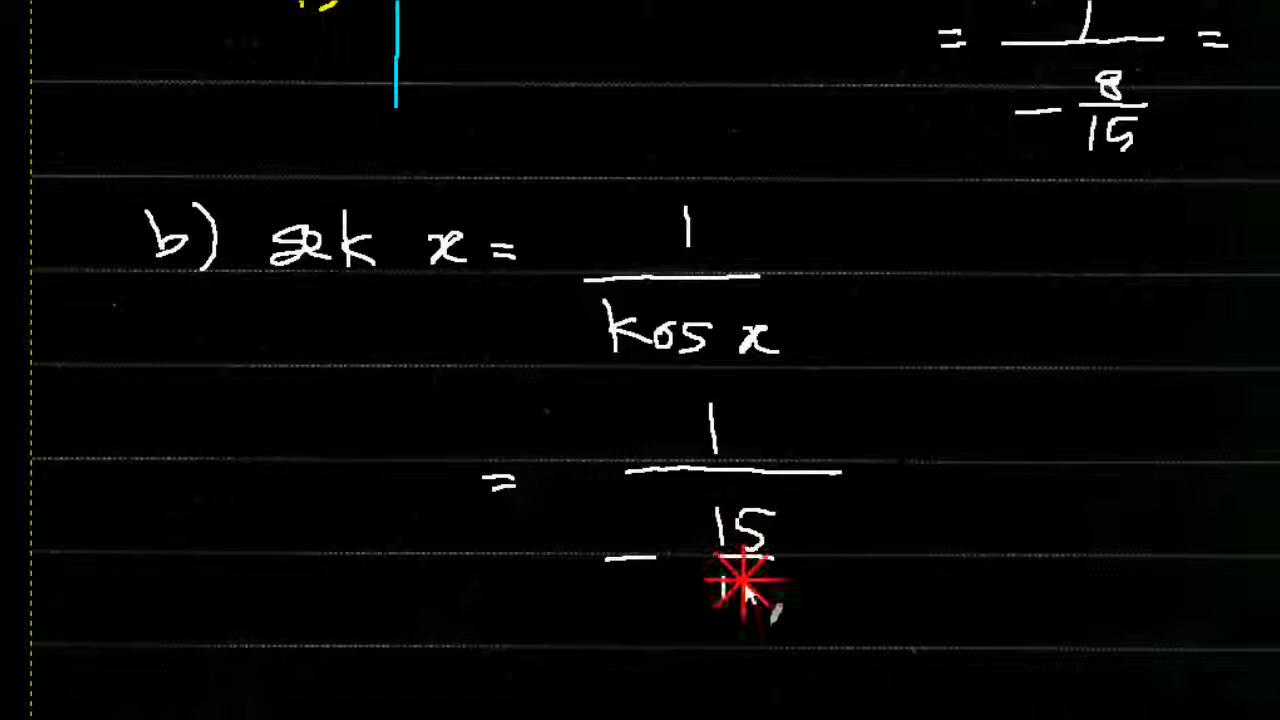 = 1 =
- 8
15
b) sek x = 1
kos x
= 1
- 15